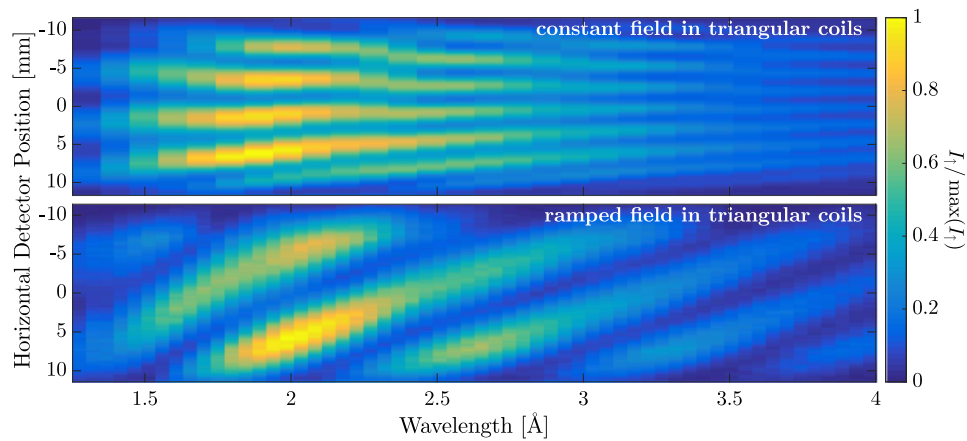 constant field in triangular coils
-10
-5
0
5
10
ramped field in triangular coils
-10
-5
0
5
10
Horizontal Detector Position [mm]
1.5 2 2.5 3 3.5 4
Wavelength [Å]
1
0.8
0.6
0.4
0.2
0
I↑/ max(I↑)